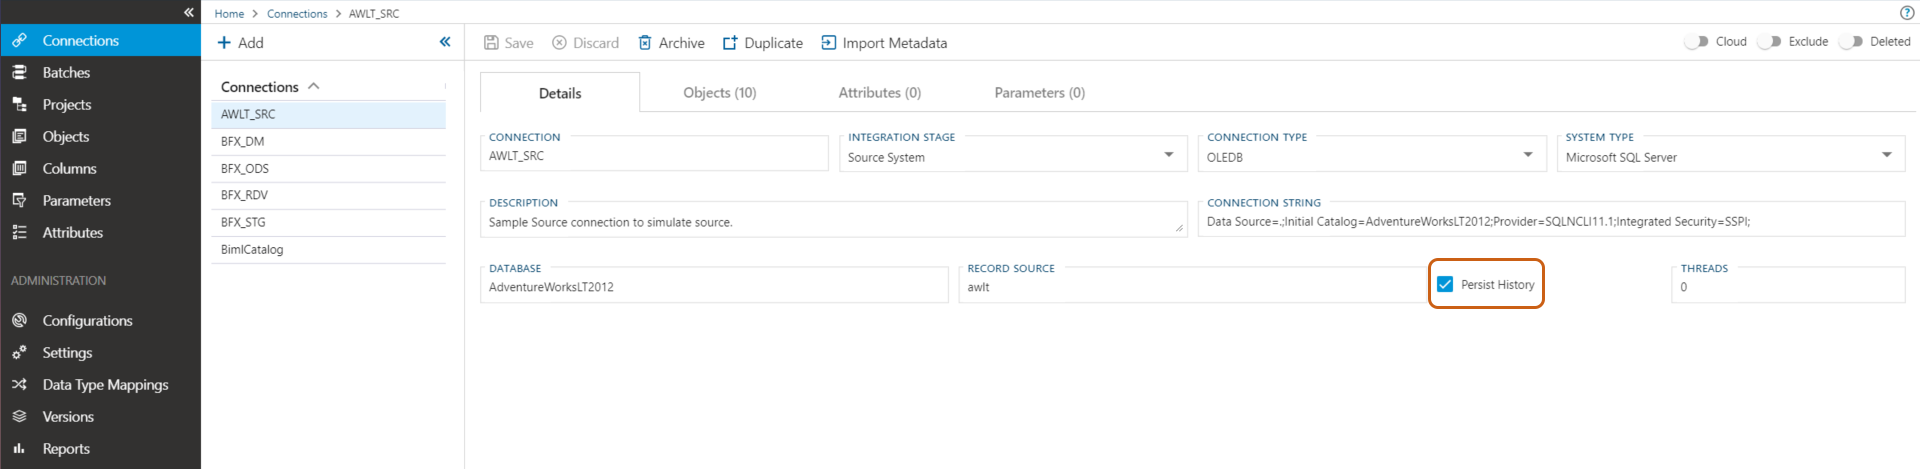 Home > Connections > AWLT_SRC
Connections
Batches
Projects
Objects
Columns
Parameters
Attributes
ADMINISTRATION
Configurations
Settings
Data Type Mappings
Versions
Reports
Add
Connections
AWLT_SRC
BFX_DM
BFX_ODS
BFX_RDV
BFX_STG
BimlCatalog
Save Discard Archive Duplicate Import Metadata Cloud Exclude Deleted
Details Objects (10) Attributes (0) Parameters (0)
CONNECTION
AWLT_SRC
INTEGRATION STAGE
Source System
CONNECTION TYPE
OLEDB
SYSTEM TYPE
Microsoft SQL Server
DESCRIPTION
Sample Source connection to simulate source.
CONNECTION STRING
Data Source=.;Initial Catalog=AdventureWorksLT2012;Provider=SQLNCLI11.1;Integrated Security=SSPI;
DATABASE
AdventureWorksLT2012
RECORD SOURCE
awlt
Persist History
THREADS
0